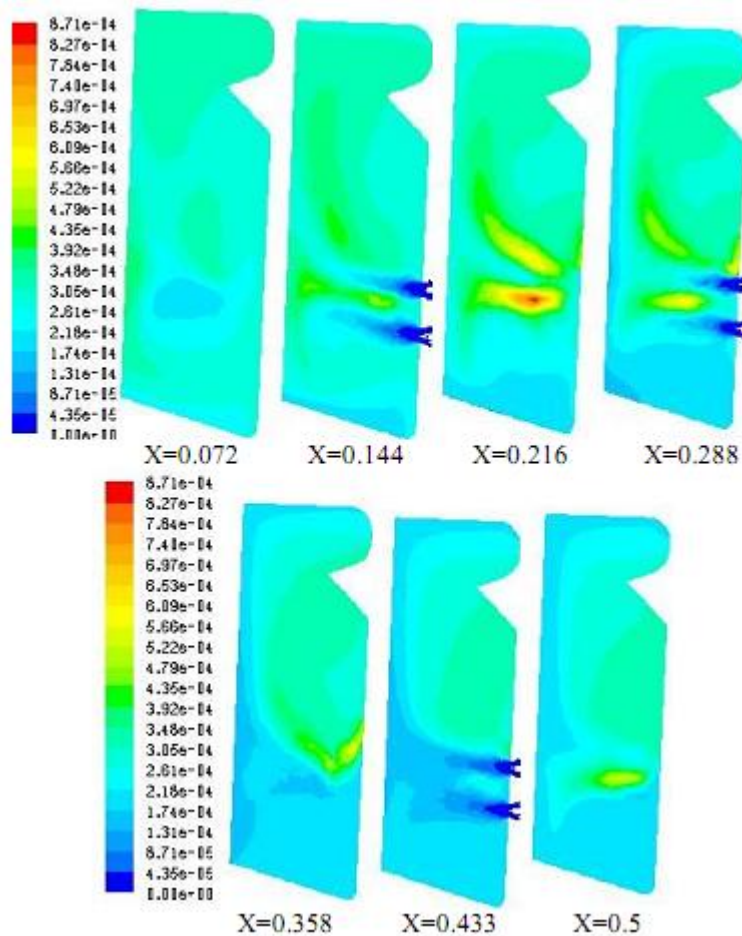 8.71e-04
8.27e-04
7.84e-04
7.40e-04
6.97e-04
6.53e-04
6.09e-04
5.66e-04
5.22e-04
4.79e-04
4.35e-04
3.92e-04
3.48e-04
3.05e-04
2.61e-04
2.18e-04
1.74e-04
1.31e-04
8.71e-05
4.35e-05
0.00e+00
X=0.072
X=0.144
X=0.216
X=0.288
8.71e-04
8.27e-04
7.84e-04
7.40e-04
6.97e-04
6.53e-04
6.09e-04
5.66e-04
5.22e-04
4.79e-04
4.35e-04
3.92e-04
3.48e-04
3.05e-04
2.61e-04
2.18e-04
1.74e-04
1.31e-04
8.71e-05
4.35e-05
0.00e+00
X=0.358
X=0.433
X=0.5